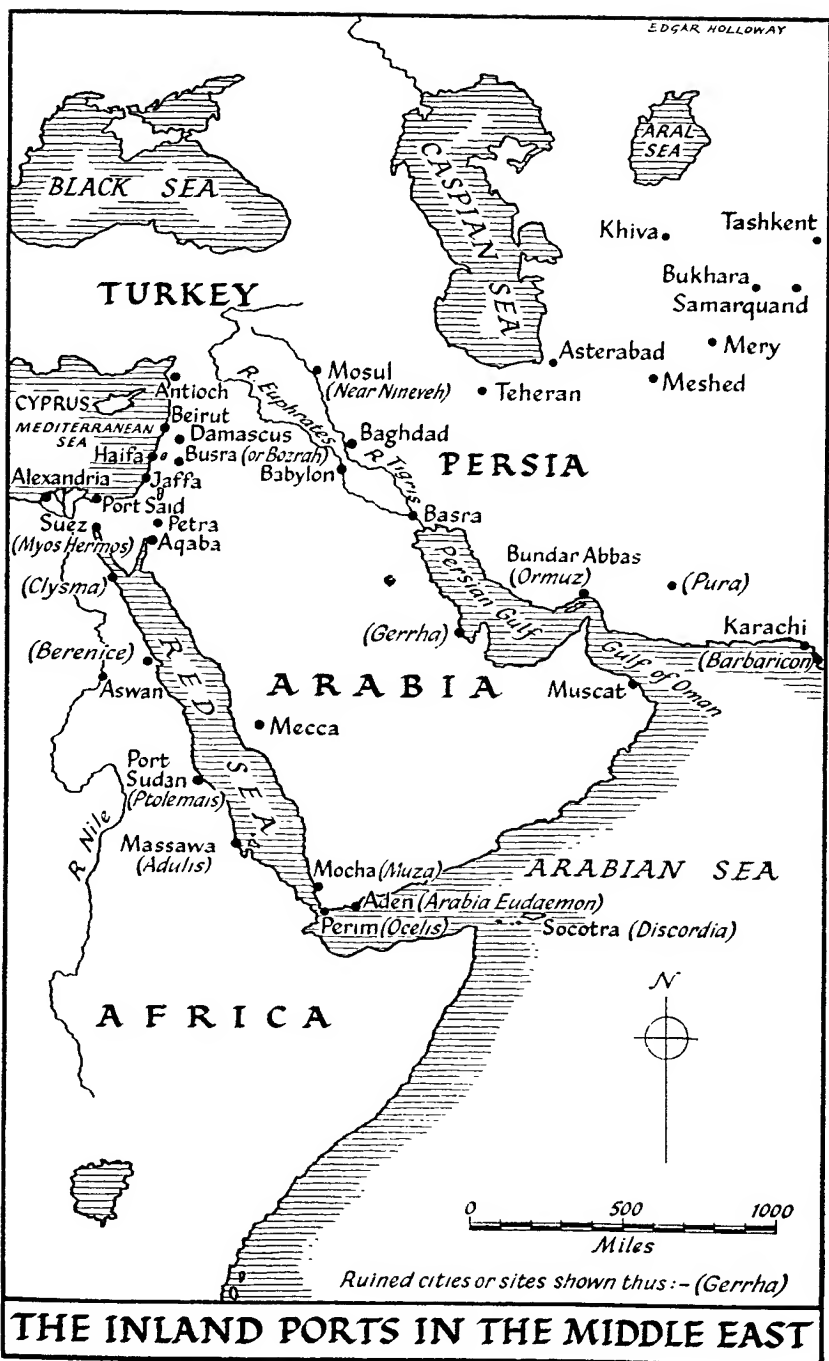 EDGAR HOLLOWAY
BLACK SEA
CASPIAN SEA
ARAL
SEA
Khiva
Tashkent
Bukhara
Samarquand
TURKEY
Asterabad
Mery
Meshed
Teheran
Mosul
(Near Nineveh)
Antioch
CYPRUS
MEDITERRANEAN
SEA
Beirut
Damascus
Haifa
Busra (or Bozrah)
R. Euphrates
Baghdad
R Tigris
Babylon
PERSIA
Alexandria
Jaffa
Port Said
Suez
(Myos Hermos)
Petra
Aqaba
Basra
(Clysma)
Persian Gulf
Bundar Abbas
(Ormuz)
(Pura)
(Gerrha)
Karachi
(Barbaricon)
(Berenice)
Aswan
RED SEA
ARABIA
Muscat
Gulf of Oman
Mecca
Port
Sudan
(Ptolemais)
R Nile
Massawa
(Adulis)
ARABIAN SEA
Mocha (Muza)
Aden (Arabia Eudaemon)
Perim (Ocelis)
Socotra (Discordia)
AFRICA
N
0 500 1000
Miles
Ruined cities or sites shown thus:- (Gerrha)
THE INLAND PORTS IN THE MIDDLE EAST